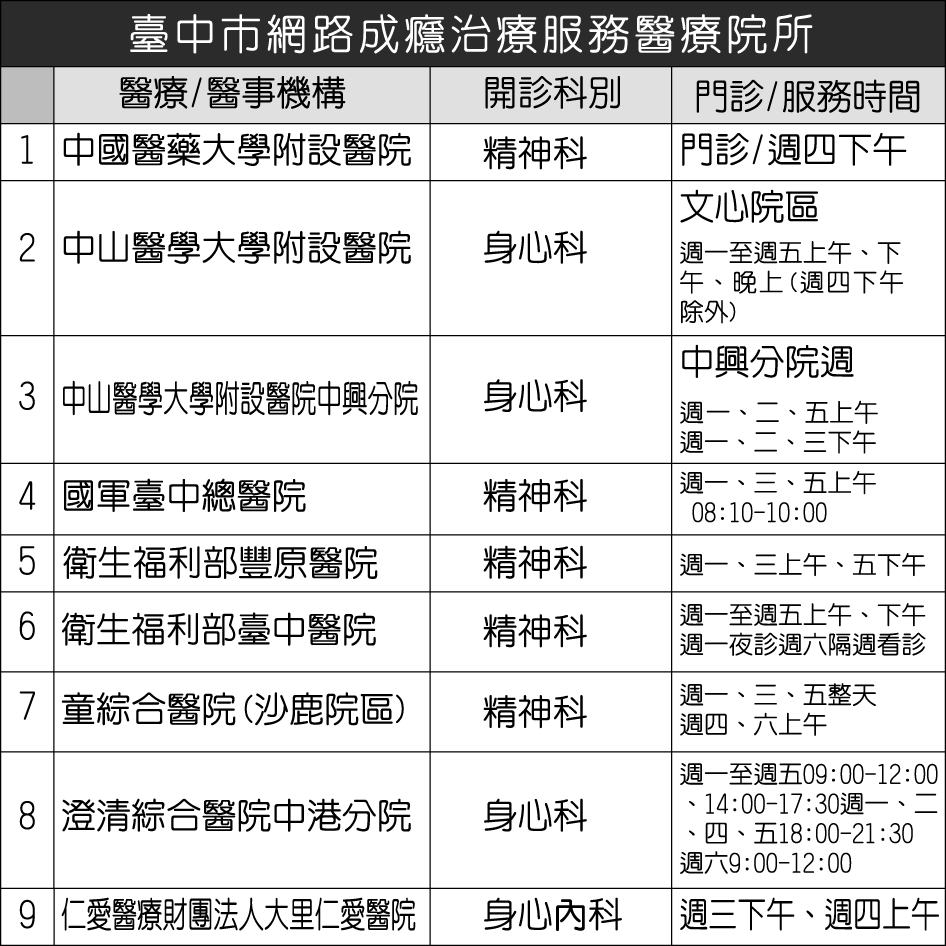 臺中市網路成癮治療服務醫療院所
醫療/醫事機構 開診科別 門診/服務時間
1 中國醫藥大學附設醫院 精神科 門診/週四下午
2 中山醫學大學附設醫院 身心科 文心院區
週一至週五上午、下
午、晚上(週四下午
除外)
3 中山醫學大學附設醫院中興分院 身心科 中興分院週
週一、二、五上午
週一、二、三下午
4 國軍臺中總醫院 精神科 週一、三、五上午
08:10-10:00
5 衛生福利部豐原醫院 精神科 週一、三上午、五下午
6 衛生福利部臺中醫院 精神科 週一至週五上午、下午
週一夜診週六隔週看診
7 童綜合醫院(沙鹿院區) 精神科 週一、三、五整天
週四、六上午
8 澄清綜合醫院中港分院 身心科 週一至週五09:00-12:00
、14:00-17:30週一、二
、四、五18:00-21:30
週六9:00-12:00
9 仁愛醫療財團法人大里仁愛醫院 身心內科 週三下午、週四上午